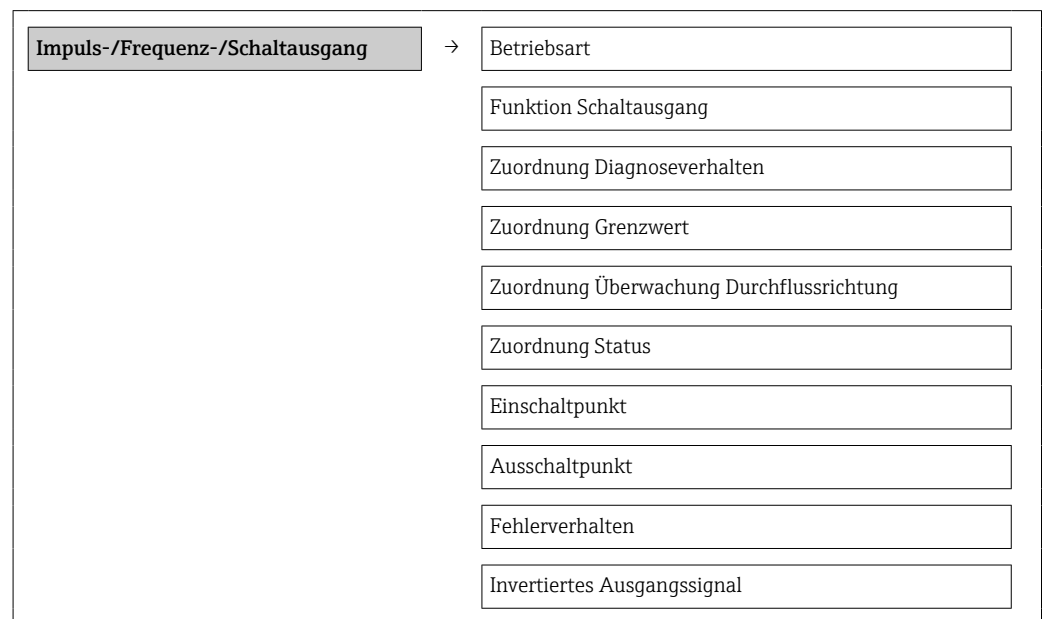 Impuls-/Frequenz-/Schaltausgang → Betriebsart
Funktion Schaltausgang
Zuordnung Diagnoseverhalten
Zuordnung Grenzwert
Zuordnung Überwachung Durchflussrichtung
Zuordnung Status
Einschaltpunkt
Ausschaltpunkt
Fehlerverhalten
Invertiertes Ausgangssignal